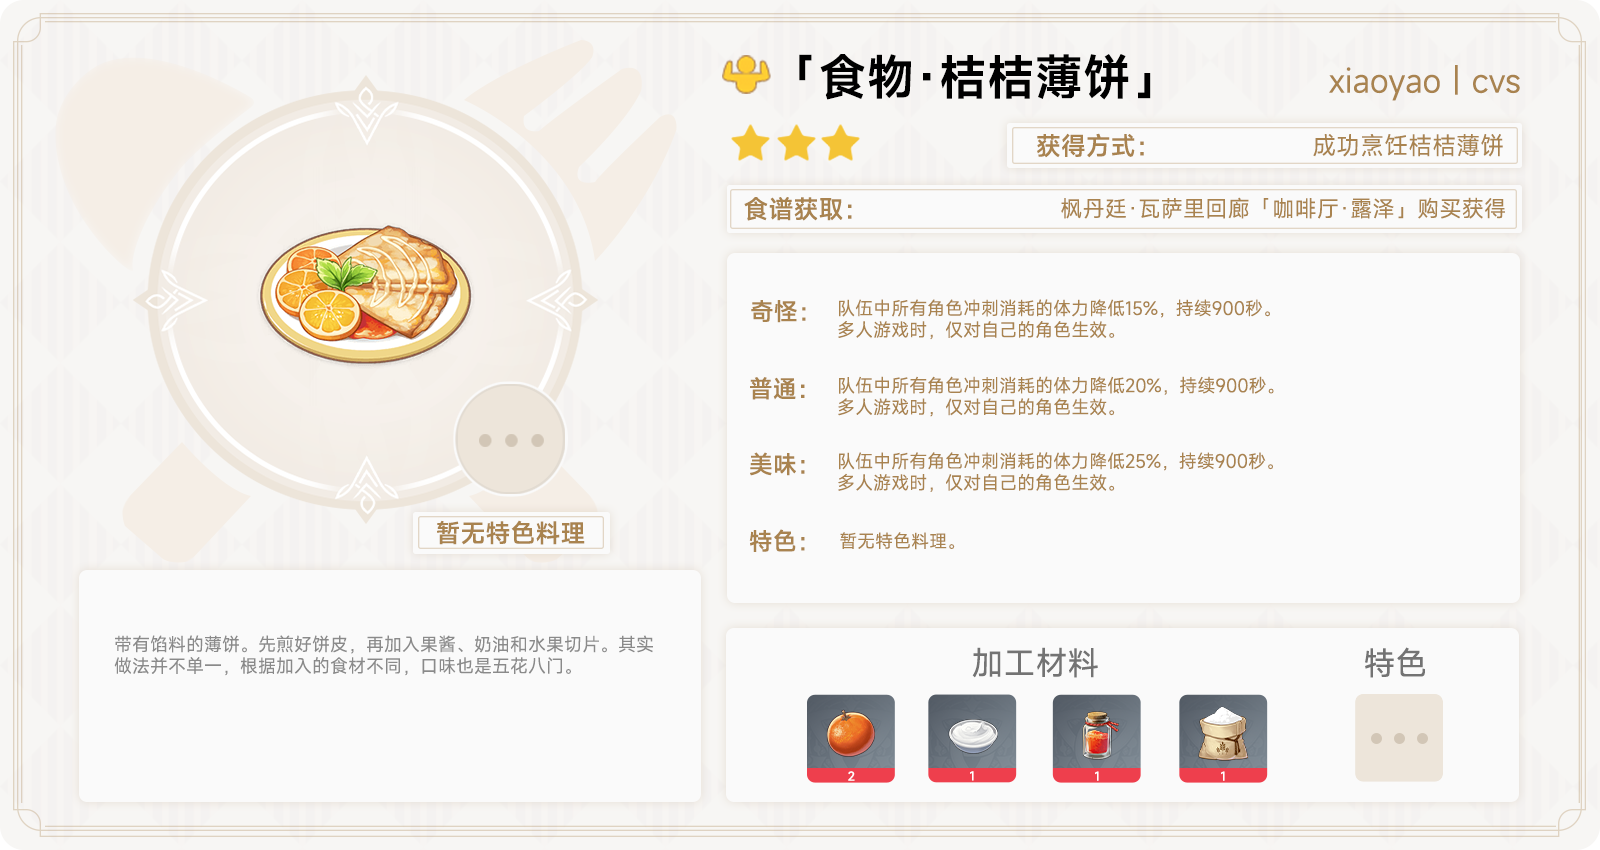 「食物·桔桔薄饼」
xiaoyao | cvs
获得方式：
成功烹饪桔桔薄饼
食谱获取：
枫丹廷·瓦萨里回廊「咖啡厅·露泽」购买获得
奇怪：
队伍中所有角色冲刺消耗的体力降低15%，持续900秒。
多人游戏时，仅对自己的角色生效。
普通：
队伍中所有角色冲刺消耗的体力降低20%，持续900秒。
多人游戏时，仅对自己的角色生效。
美味：
队伍中所有角色冲刺消耗的体力降低25%，持续900秒。
多人游戏时，仅对自己的角色生效。
特色：
暂无特色料理。
暂无特色料理
带有馅料的薄饼。先煎好饼皮，再加入果酱、奶油和水果切片。其实
做法并不单一，根据加入的食材不同，口味也是五花八门。
加工材料
特色
2
1
1
1